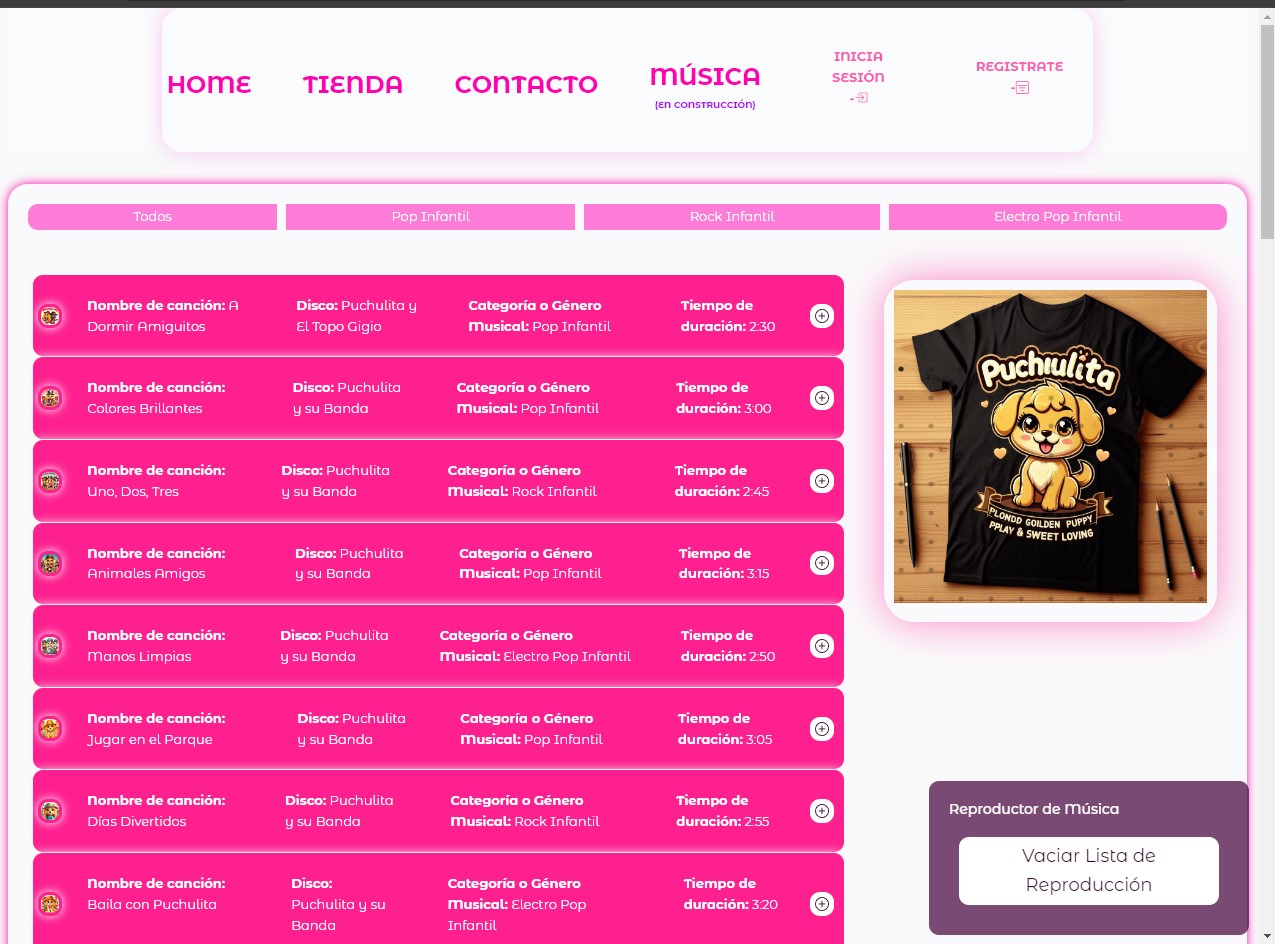 HOME
TIENDA
CONTACTO
MÚSICA
(EN CONSTRUCCIÓN)
INICIA
SESIÓN
REGISTRATE
Todos
Pop Infantil
Rock Infantil
Electro Pop Infantil
Nombre de canción: A
Dormir Amiguitos
Disco: Puchulita y
El Topo Gigio
Categoría o Género
Musical: Pop Infantil
Tiempo de
duración: 2:30
Nombre de canción:
Colores Brillantes
Disco: Puchulita
y su Banda
Categoría o Género
Musical: Pop Infantil
Tiempo de
duración: 3:00
Nombre de canción:
Uno, Dos, Tres
Disco: Puchulita
y su Banda
Categoría o Género
Musical: Rock Infantil
Tiempo de
duración: 2:45
Nombre de canción:
Animales Amigos
Disco: Puchulita
y su Banda
Categoría o Género
Musical: Pop Infantil
Tiempo de
duración: 3:15
Nombre de canción:
Manos Limpias
Disco: Puchulita
y su Banda
Categoría o Género
Musical: Electro Pop Infantil
Tiempo de
duración: 2:50
Nombre de canción:
Jugar en el Parque
Disco: Puchulita
y su Banda
Categoría o Género
Musical: Pop Infantil
Tiempo de
duración: 3:05
Nombre de canción:
Días Divertidos
Disco: Puchulita
y su Banda
Categoría o Género
Musical: Rock Infantil
Tiempo de
duración: 2:55
Nombre de canción:
Baila con Puchulita
Disco:
Puchulita y su
Banda
Categoría o Género
Musical: Electro Pop
Infantil
Tiempo de
duración: 3:20
Puchiulita
PLONDD GOILDEN PUPPY
PPLAY & SWEET LOVING
Reproductor de Música
Vaciar Lista de
Reproducción